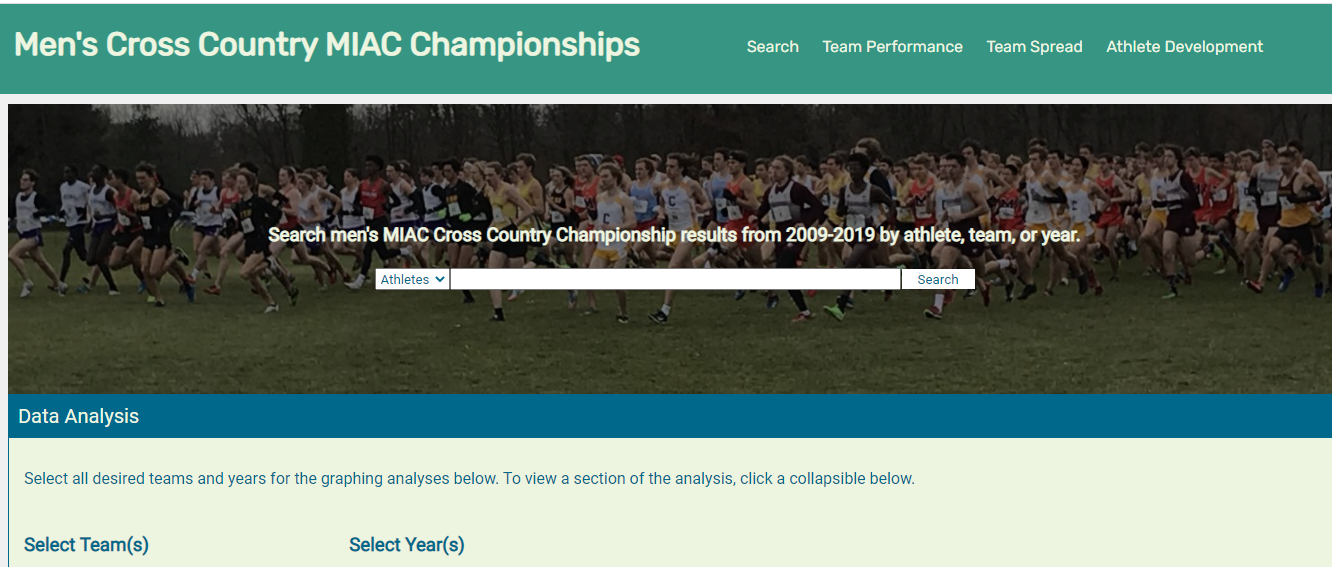 Men's Cross Country MIAC Championships
Search Team Performance Team Spread Athlete Development
Search men's MIAC Cross Country Championship results from 2009-2019 by athlete, team, or year.
Athletes Search
Data Analysis
Select all desired teams and years for the graphing analyses below. To view a section of the analysis, click a collapsible below.
Select Team(s) Select Year(s)